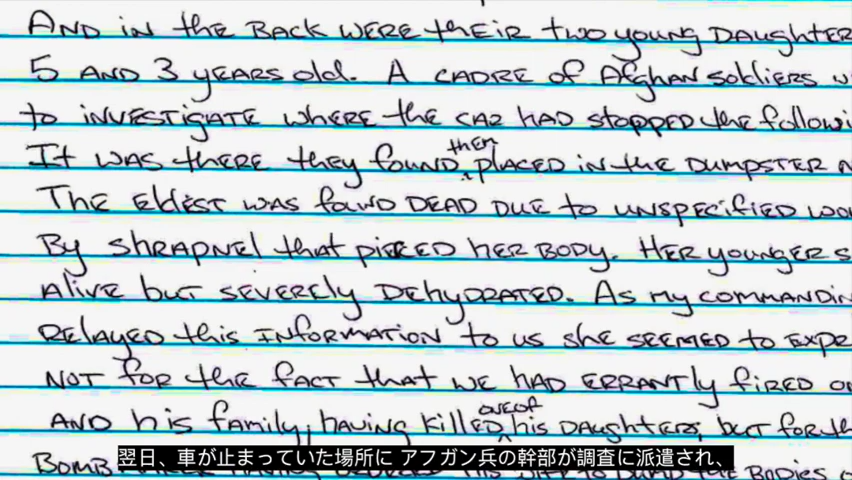 AND in the BACK WERE their two young DAUGHTER
5 AND 3 years old. A CADRE of Afghan soldiers w
to investigate where the car had stopped the followi
It was there they found them placed in the DUMPSTER
The Eldest was found DEAD DUE to UNSPECIFIED wou
By shrapnel that pierced her BODY. Her younger s
Alive but severely Dehydrated. As my commandin
Relayed this information to us she seemed to expr
not for the fact that we had errantly fired o
and his family, having killed one of his daughters, but for th
Bomb
翌日、車が止まっていた場所に アフガン兵の幹部が調査に派遣され、